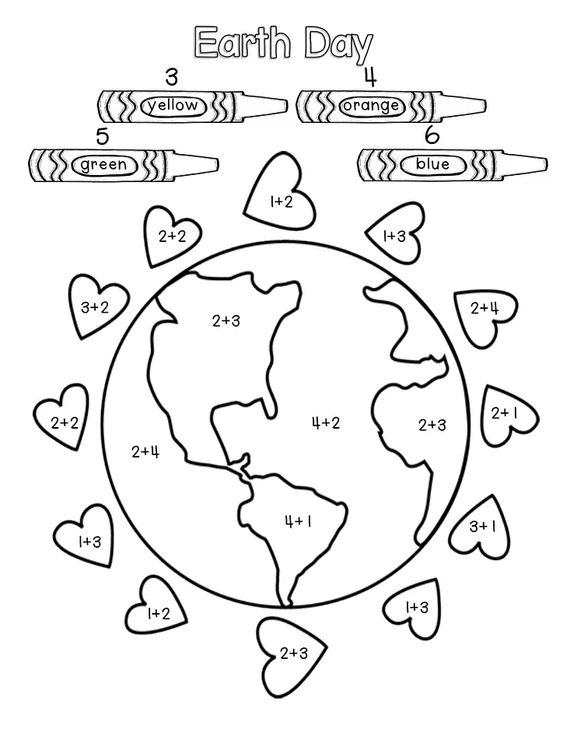 Earth Day
3 4
yellow orange
5 6
green blue
1+2
2+2 1+3
3+2 2+4
2+3
2+2 4+2 2+3 2+1
2+4
4+1 3+1
1+3
1+2 1+3
2+3